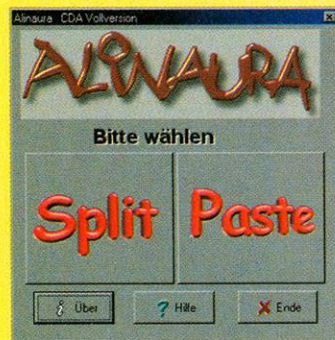 Alinaura CDA Vollversion
ALINAURA
Bitte wählen
Split Paste
i Über ? Hilfe X Ende